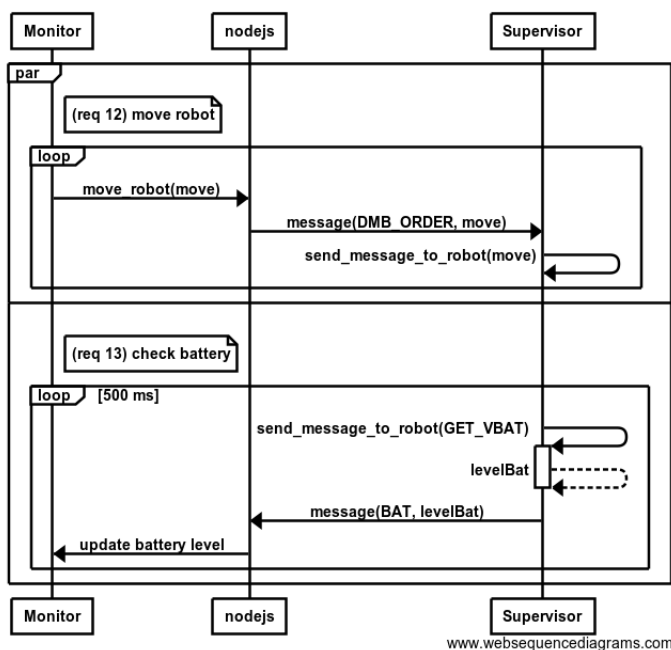 Monitor
nodejs
Supervisor
par
(req 12) move robot
loop
move_robot(move)
message(DMB_ORDER, move)
send_message_to_robot(move)
(req 13) check battery
loop [500 ms]
send_message_to_robot(GET_VBAT)
levelBat
message(BAT, levelBat)
update battery level
Monitor
nodejs
Supervisor
www.websequencediagrams.com